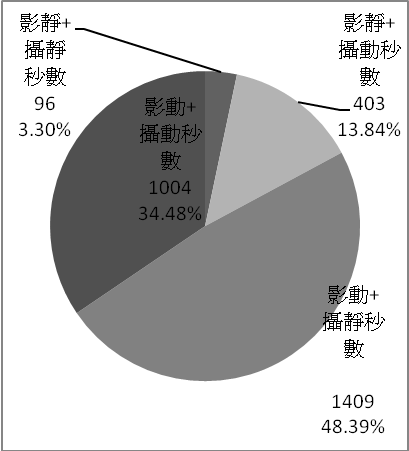 影靜+
攝靜
秒數
96
3.30%
影靜+
攝動秒
數
403
13.84%
影動+
攝動秒
數
1004
34.48%
影動+
攝靜秒
數
1409
48.39%